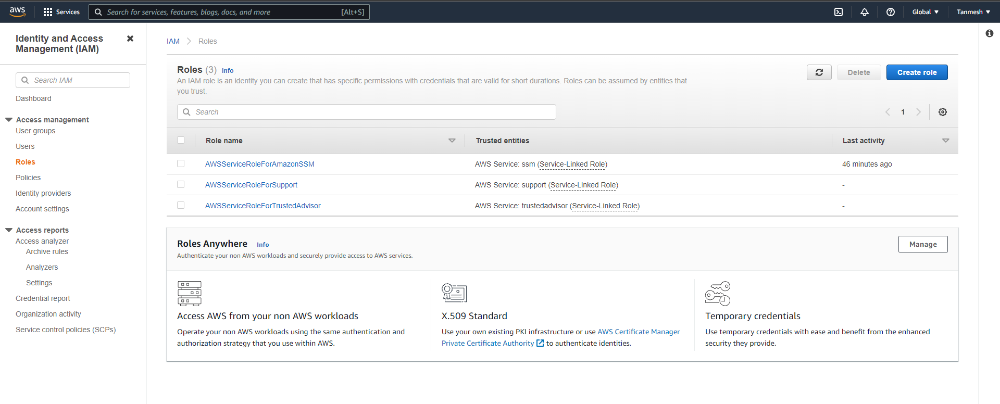 aws
Services
Search for services, features, blogs, docs, and more
[Alt+S]
Global
Tanmesh
Identity and Access
Management (IAM)
Search IAM
Dashboard
Access management
User groups
Users
Roles
Policies
Identity providers
Account settings
Access reports
Access analyzer
Archive rules
Analyzers
Settings
Credential report
Organization activity
Service control policies (SCPs)
IAM
Roles
Roles (3) Info
An IAM role is an identity you can create that has specific permissions with credentials that are valid for short durations. Roles can be assumed by entities that
you trust.
Delete
Create role
Search
1
Role name
Trusted entities
Last activity
AWSServiceRoleForAmazonSSM
AWS Service: ssm (Service-Linked Role)
46 minutes ago
AWSServiceRoleForSupport
AWS Service: support (Service-Linked Role)
-
AWSServiceRoleForTrustedAdvisor
AWS Service: trustedadvisor (Service-Linked Role)
-
Roles Anywhere Info
Authenticate your non AWS workloads and securely provide access to AWS services.
Manage
Access AWS from your non AWS workloads
Operate your non AWS workloads using the same authentication and
authorization strategy that you use within AWS.
X.509 Standard
Use your own existing PKI infrastructure or use AWS Certificate Manager
Private Certificate Authority to authenticate identities.
Temporary credentials
Use temporary credentials with ease and benefit from the enhanced
security they provide.